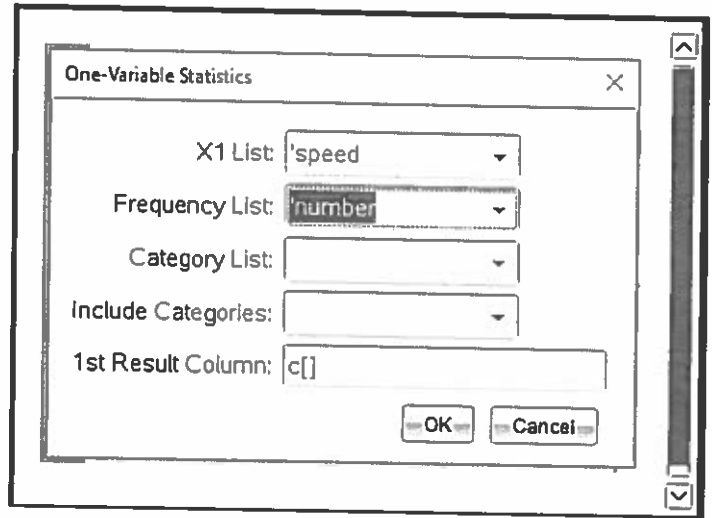 One-Variable Statistics
X1 List: 'speed
Frequency List: 'number
Category List:
Include Categories:
1st Result Column: c[]
OK Cancel